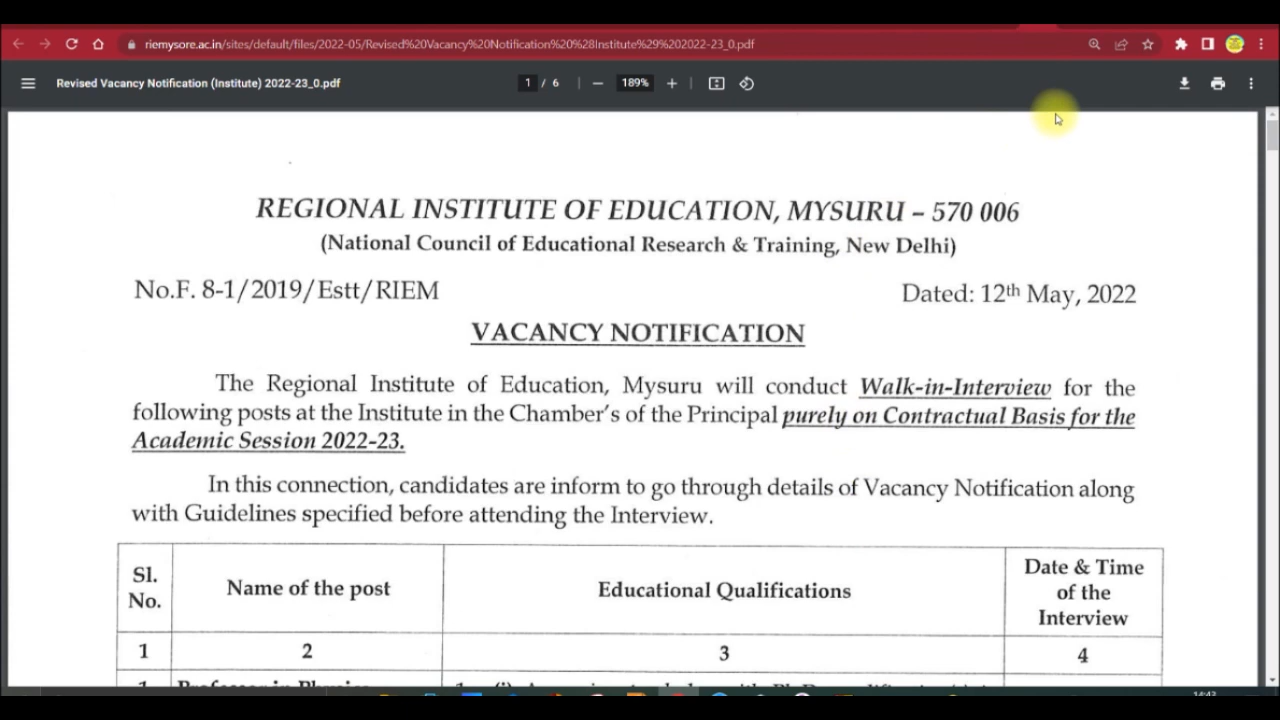 riemysore.ac.in/sites/default/files/2022-05/Revised%20Vacancy%20Notification%20%28Institute%29%202022-23_0.pdf
Revised Vacancy Notification (Institute) 2022-23_0.pdf
1 / 6
189%
REGIONAL INSTITUTE OF EDUCATION, MYSURU – 570 006
(National Council of Educational Research & Training, New Delhi)
No.F. 8-1/2019/Estt/RIEM
Dated: 12th May, 2022
VACANCY NOTIFICATION
The Regional Institute of Education, Mysuru will conduct Walk-in-Interview for the
following posts at the Institute in the Chamber's of the Principal purely on Contractual Basis for the
Academic Session 2022-23.
In this connection, candidates are inform to go through details of Vacancy Notification along
with Guidelines specified before attending the Interview.
Sl. No.
Name of the post
Educational Qualifications
Date & Time
of the
Interview
1 2 3 4
Professor in Physics
14:43